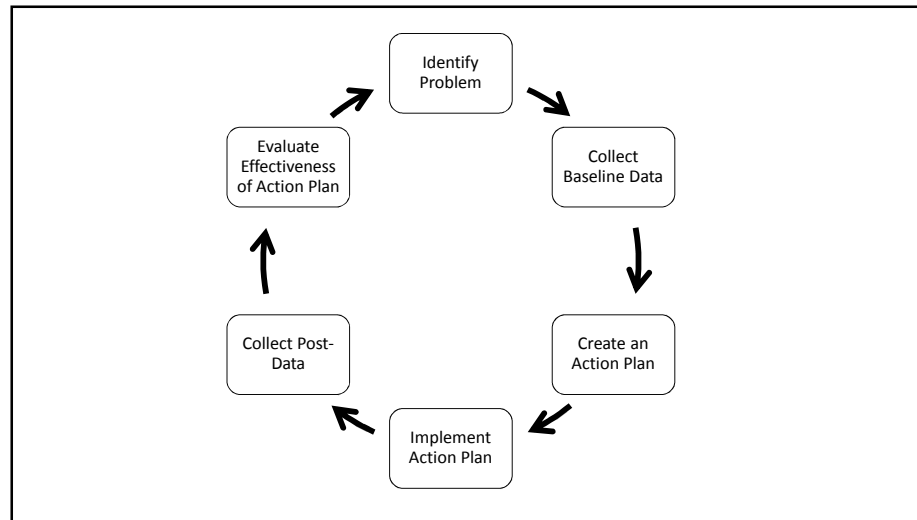 Identify
Problem
Collect
Baseline Data
Create an
Action Plan
Implement
Action Plan
Collect Post-
Data
Evaluate
Effectiveness
of Action Plan